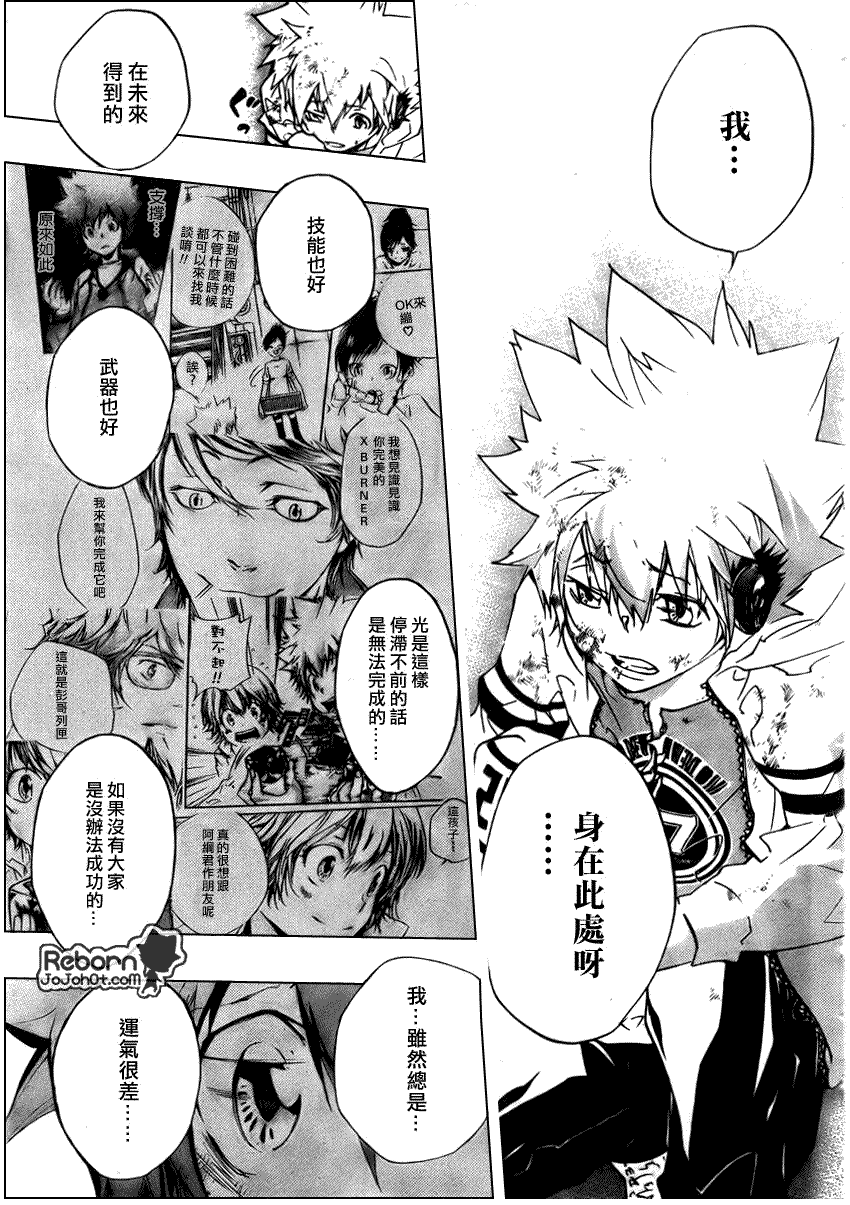 我…
身在此處呀
……
在未來
得到的
ぐっ
技能也好
OK來
繃♡
碰到困難的話
不管什麼時候
都可以來找我
談唷!!
支撐…
原來如此
武器也好
誒?
我想見識見識
你完美的
X BURNER
我來幫你完成它吧
光是這樣
停滯不前的話
是無法完成的……
對不起!!
這就是彭哥列匣
這孩子…
真的很想跟
阿綱君作朋友呢
如果沒有大家
是沒辦法成功的…
Reborn
JoJoHOt.com
我…雖然總是…
運氣很差……